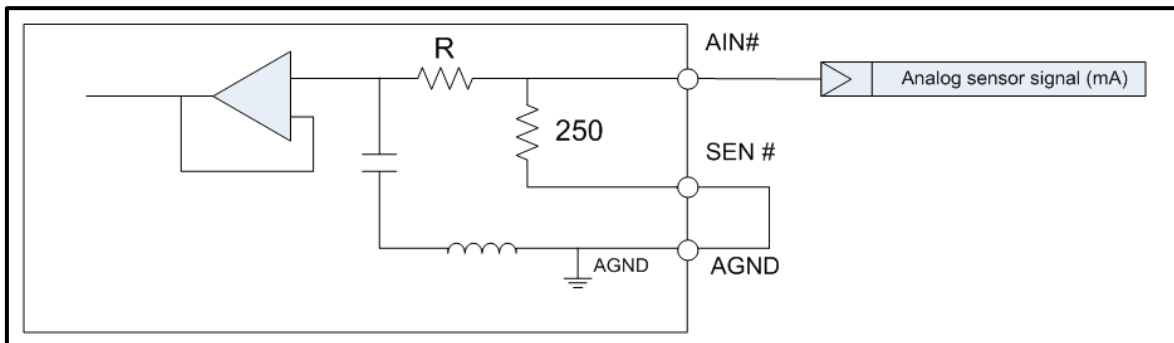 R
AIN#
Analog sensor signal (mA)
250
SEN #
AGND
AGND